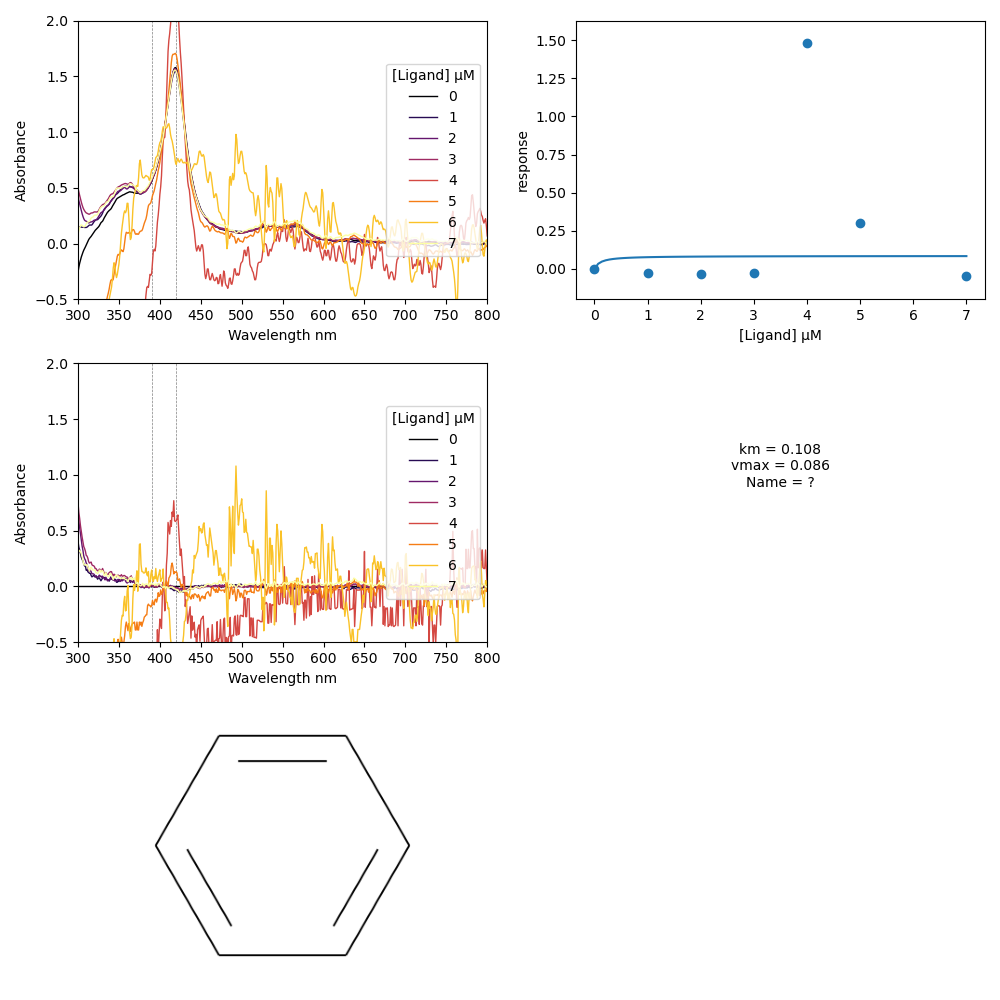 2.0
1.5
1.0
0.5
0.0
−0.5
Absorbance
300 350 400 450 500 550 600 650 700 750 800
Wavelength nm
[Ligand] μM
0
1
2
3
4
5
6
7
1.50
1.25
1.00
0.75
0.50
0.25
0.00
response
0 1 2 3 4 5 6 7
[Ligand] μM
2.0
1.5
1.0
0.5
0.0
−0.5
Absorbance
300 350 400 450 500 550 600 650 700 750 800
Wavelength nm
[Ligand] μM
0
1
2
3
4
5
6
7
km = 0.108
vmax = 0.086
Name = ?